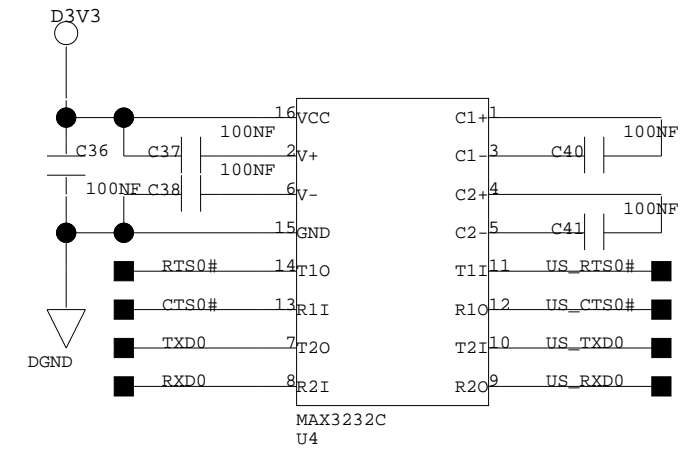 D3V3
16 VCC C1+ 1
100NF 100NF
C36 C37 2 V+ C1- 3 C40
100NF
100NF C38 6 V- C2+ 4
100NF
15 GND C2- 5 C41
RTS0# 14 T1O T1I 11 US_RTS0#
CTS0# 13 R1I R1O 12 US_CTS0#
TXD0 7 T2O T2I 10 US_TXD0
DGND
RXD0 8 R2I R2O 9 US_RXD0
MAX3232C
U4